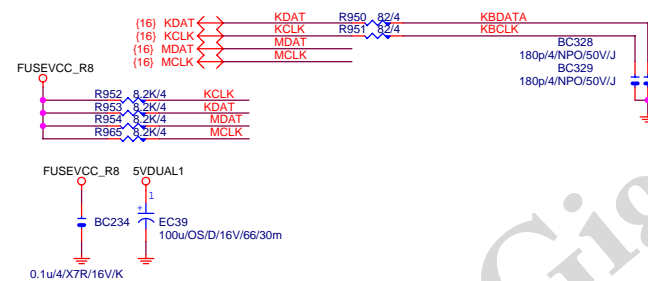 {16} KDAT KDAT R950 82/4 KBDATA
{16} KCLK KCLK R951 82/4 KBCLK
{16} MDAT MDAT
{16} MCLK MCLK
BC328
180p/4/NPO/50V/J
BC329
180p/4/NPO/50V/J
FUSEVCC_R8
R952 8.2K/4 KCLK
R953 8.2K/4 KDAT
R954 8.2K/4 MDAT
R965 8.2K/4 MCLK
FUSEVCC_R8 5VDUAL1
1
+
BC234 EC39
100u/OS/D/16V/66/30m
0.1u/4/X7R/16V/K
Gig